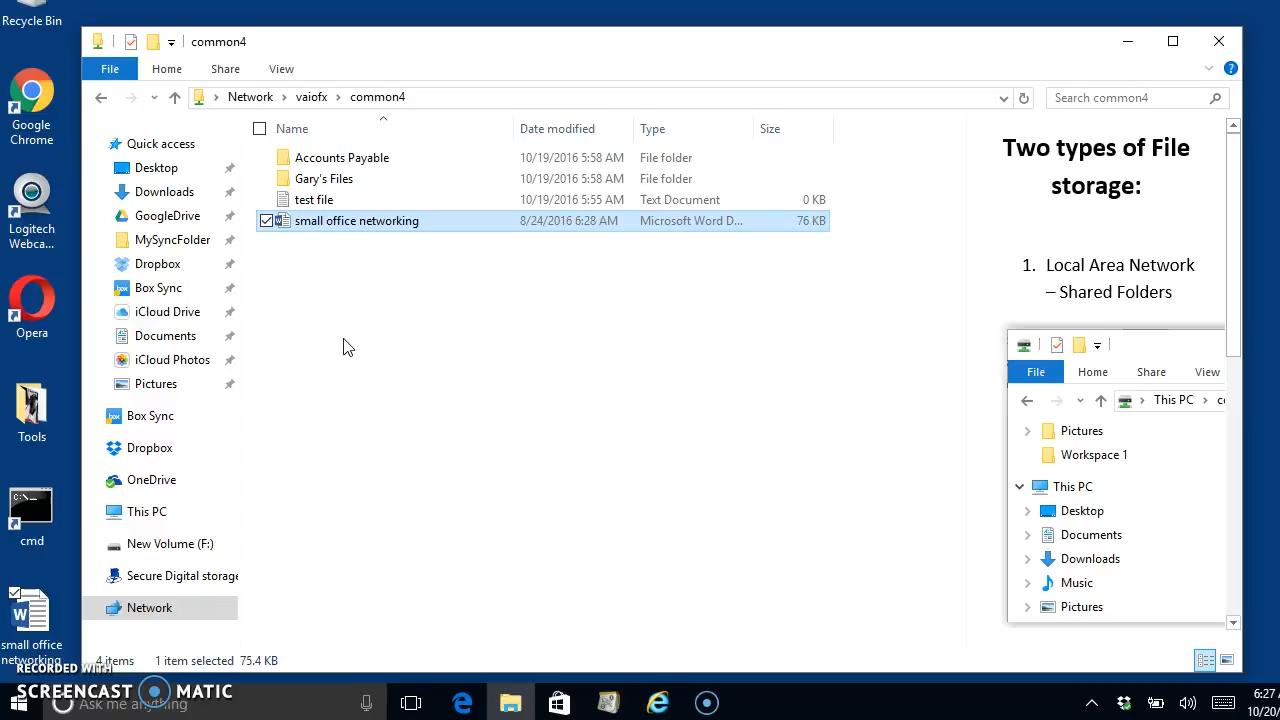 Recycle Bin
Google
Chrome
Logitech
Webca...
Opera
Tools
cmd
small office
networking
common4
File
Home
Share
View
Network
vaiofx
common4
Search common4
Quick access
Desktop
Downloads
GoogleDrive
MySyncFolder
Dropbox
Box Sync
iCloud Drive
Documents
iCloud Photos
Pictures
Box Sync
Dropbox
OneDrive
This PC
New Volume (F:)
Secure Digital storage
Network
Name Date modified Type Size
Accounts Payable 10/19/2016 5:58 AM File folder
Gary's Files 10/19/2016 5:58 AM File folder
test file 10/19/2016 5:55 AM Text Document 0 KB
small office networking 8/24/2016 6:28 AM Microsoft Word D... 76 KB
Two types of File
storage:
1. Local Area Network
– Shared Folders
File Home Share View
This PC
Pictures
Workspace 1
This PC
Desktop
Documents
Downloads
Music
Pictures
4 items 1 item selected 75.4 KB
RECORDED WITH
SCREENCAST MATIC
Ask me anything
6:27
10/20/